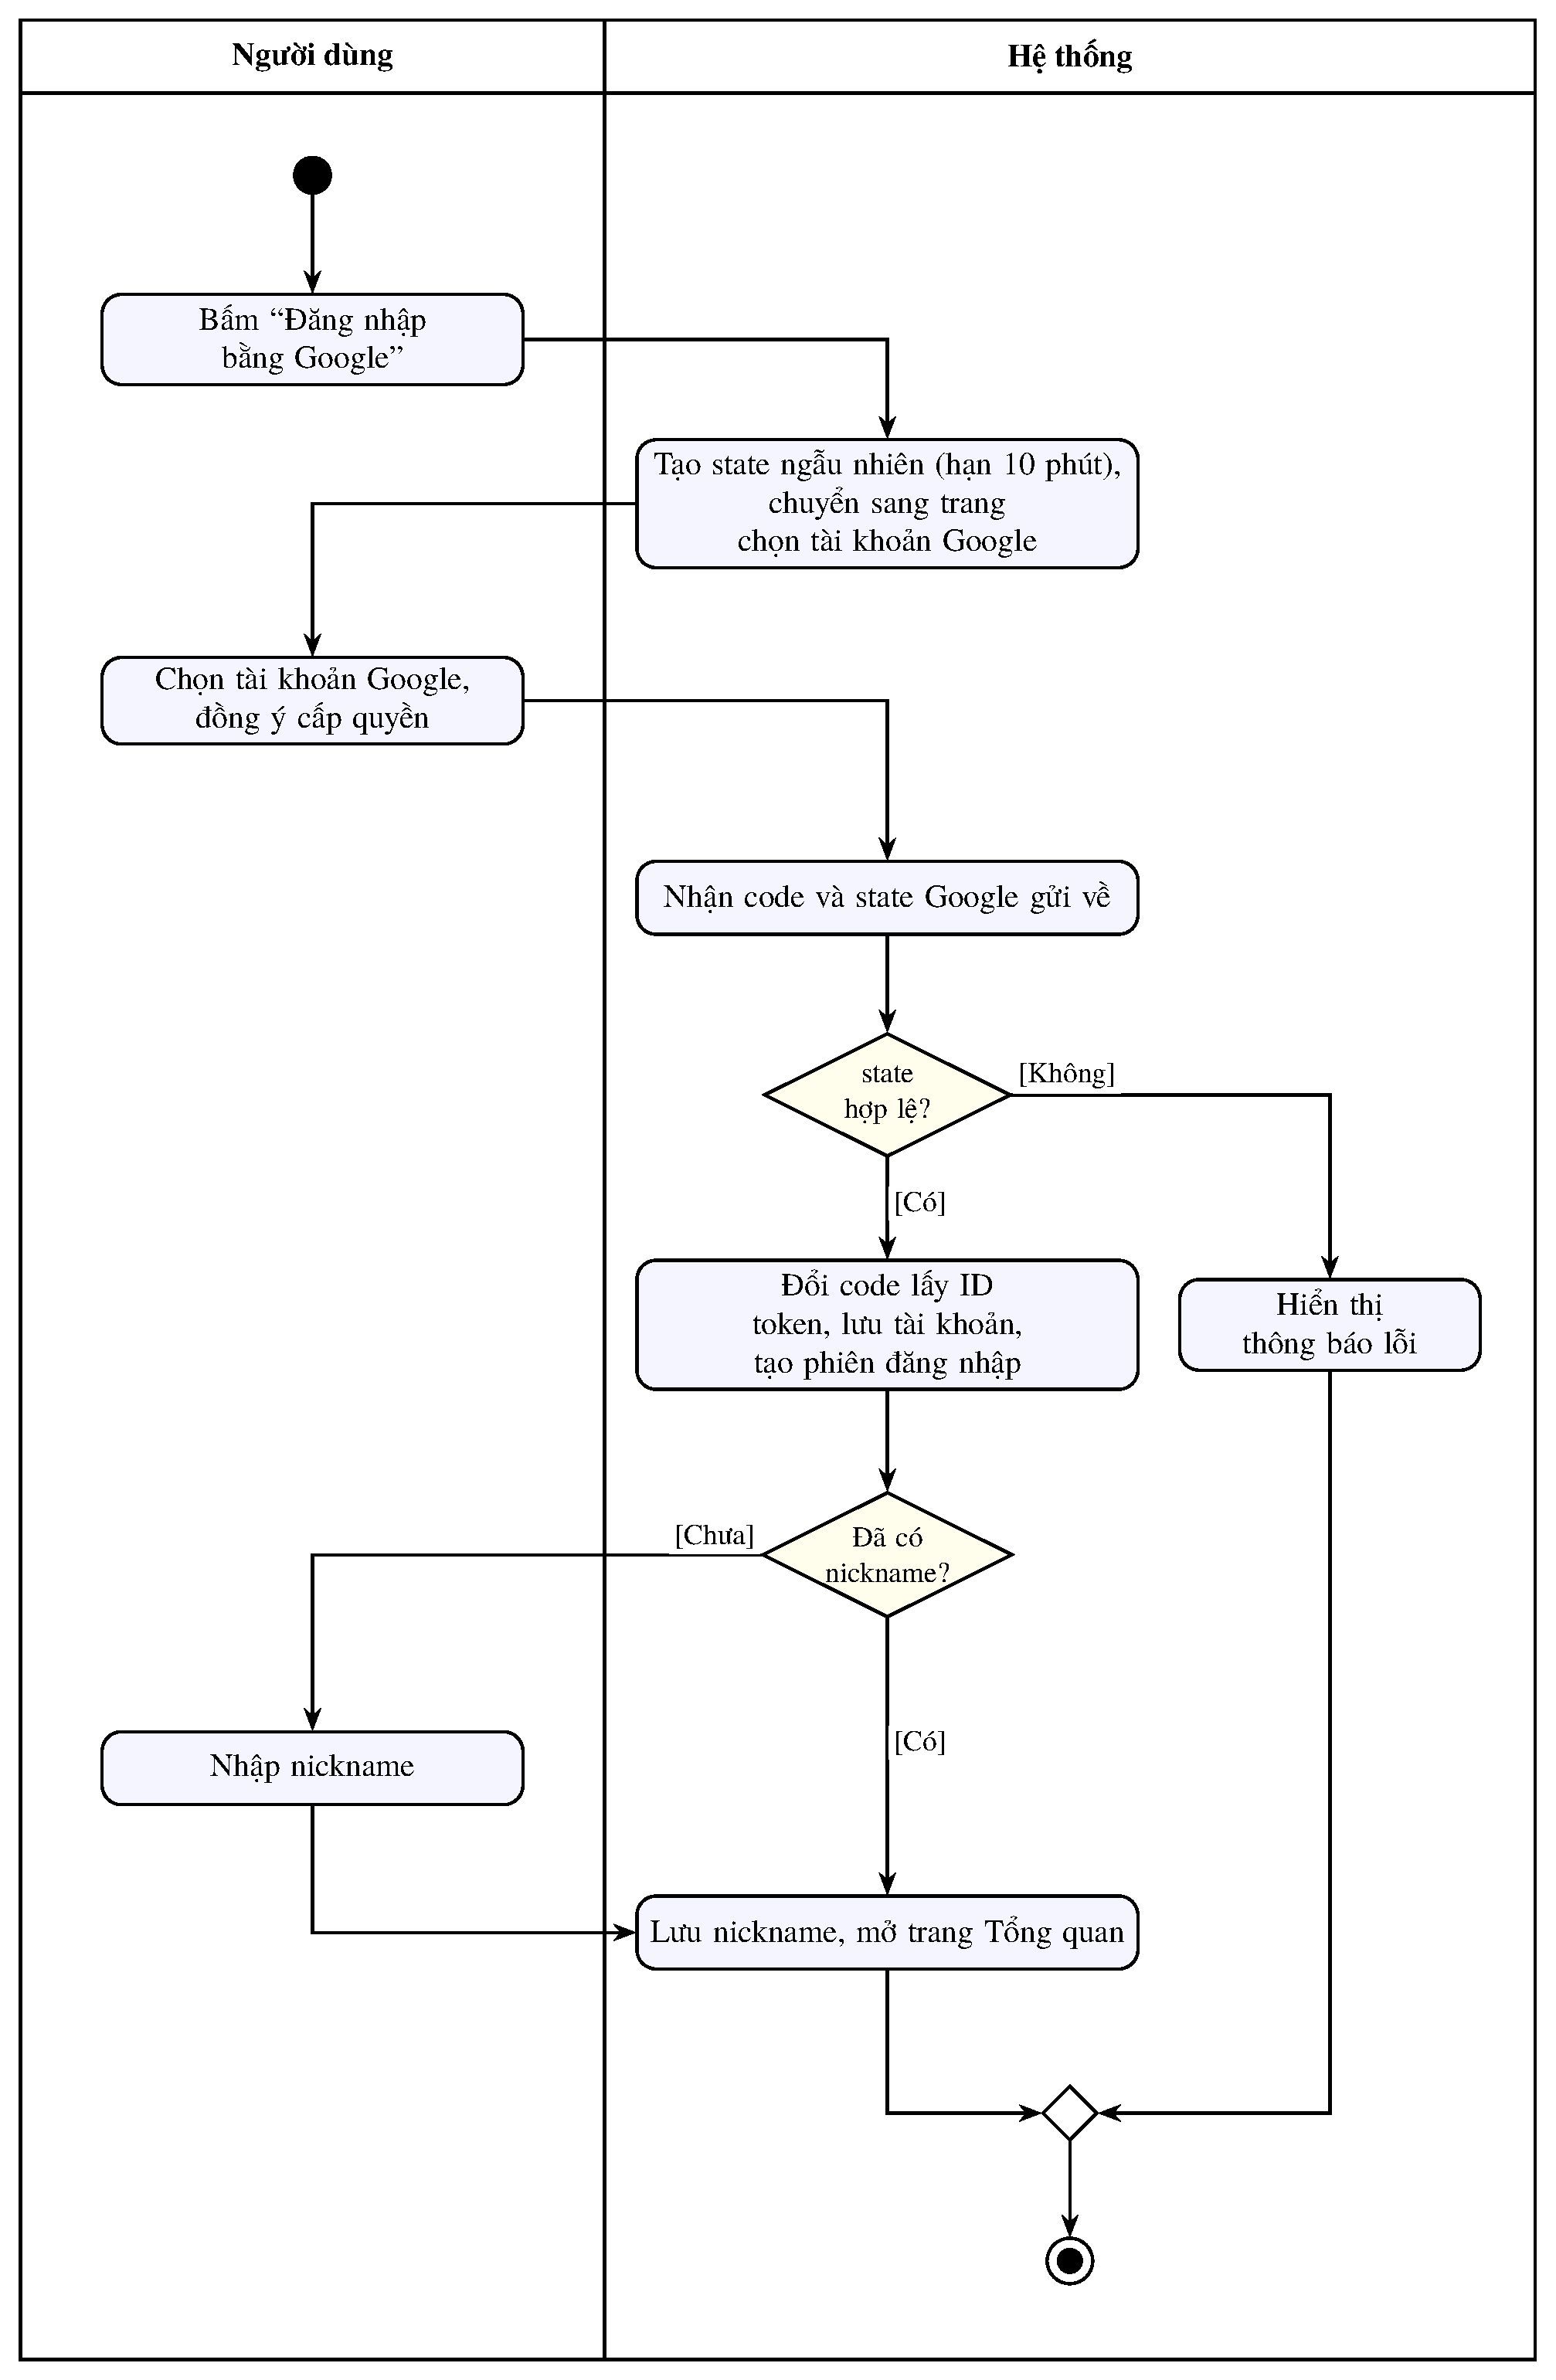 Người dùng
Hệ thống
Bấm “Đăng nhập
bằng Google”
Tạo state ngẫu nhiên (hạn 10 phút),
chuyển sang trang
chọn tài khoản Google
Chọn tài khoản Google,
đồng ý cấp quyền
Nhận code và state Google gửi về
state
hợp lệ?
[Không]
[Có]
Đổi code lấy ID
token, lưu tài khoản,
tạo phiên đăng nhập
Hiển thị
thông báo lỗi
[Chưa]
Đã có
nickname?
[Có]
Nhập nickname
Lưu nickname, mở trang Tổng quan